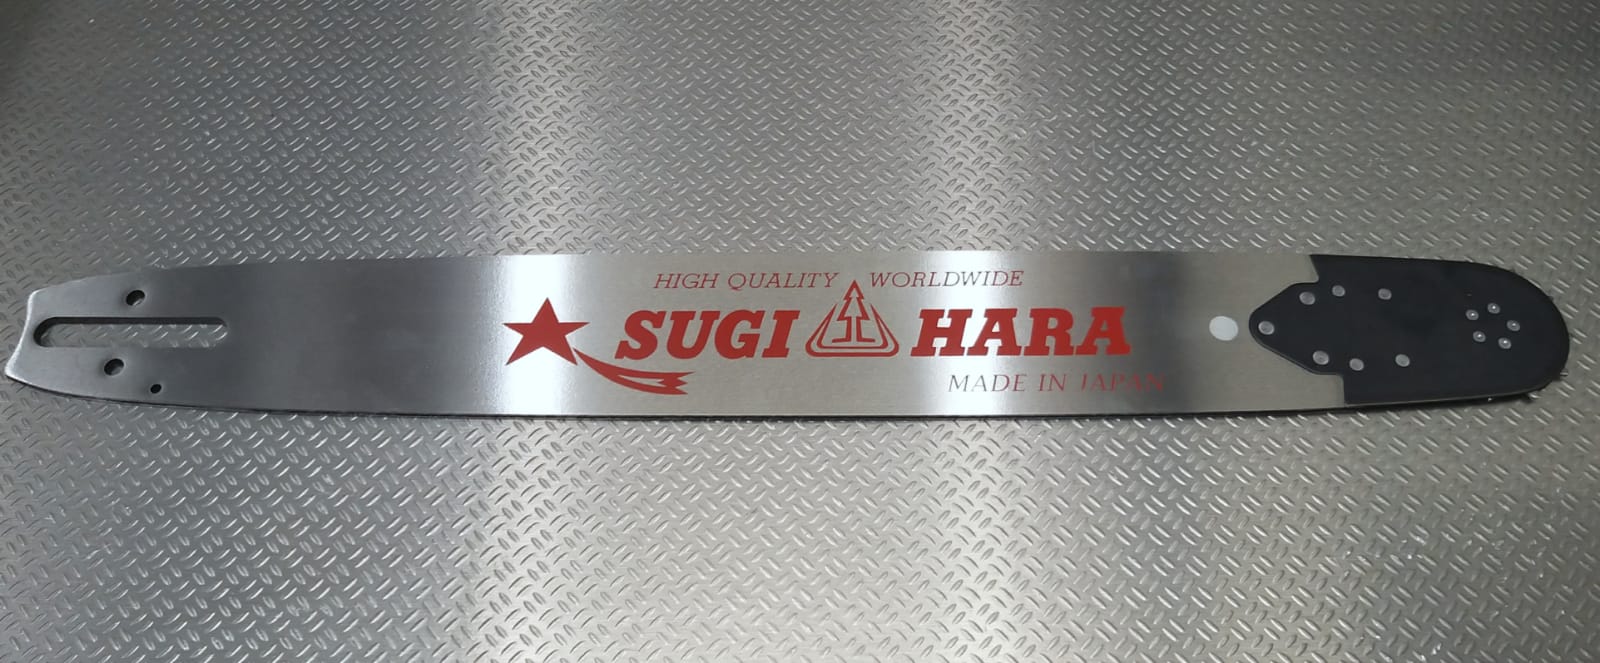 HIGH QUALITY WORLDWIDE
SUGI HARA
MADE IN JAPAN